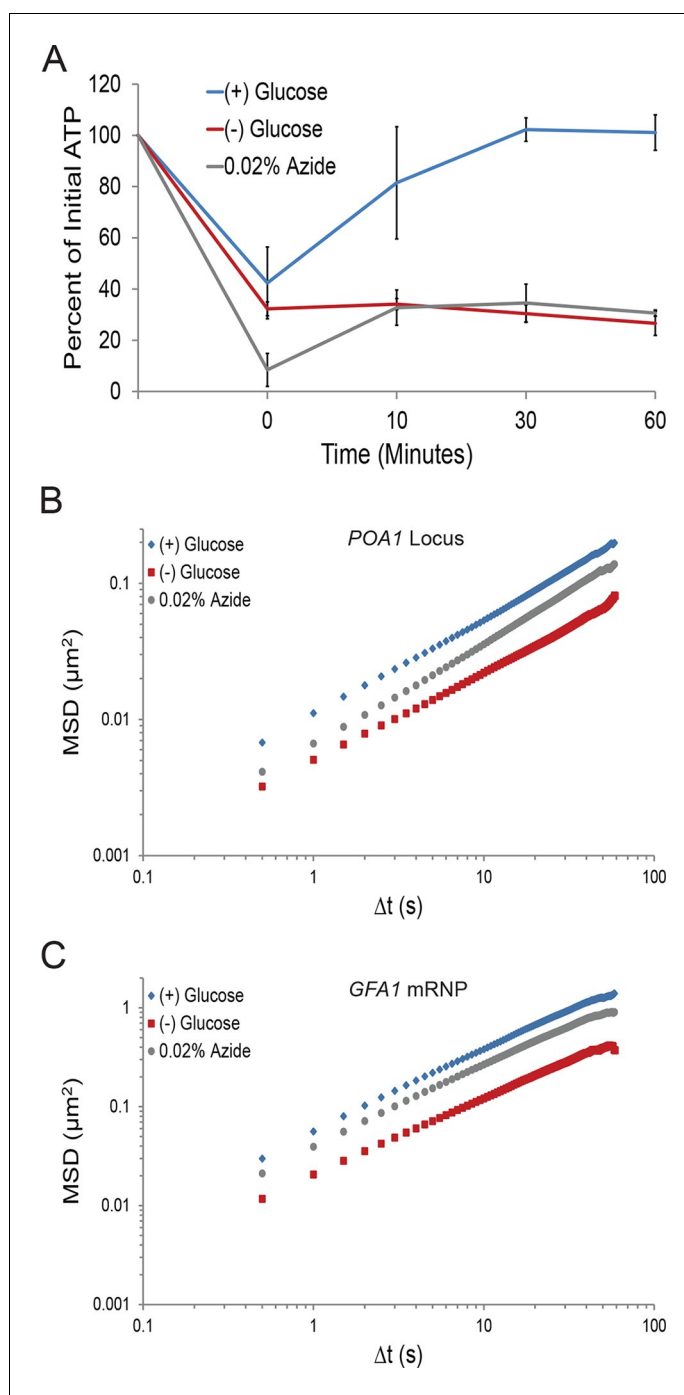 A
120
100
80
60
40
20
0
Percent of Initial ATP
(+) Glucose
(-) Glucose
0.02% Azide
0 10 30 60
Time (Minutes)
B
POA1 Locus
(+) Glucose
(-) Glucose
0.02% Azide
0.1
0.01
0.001
MSD (µm²)
0.1 1 10 100
Δt (s)
C
GFA1 mRNP
(+) Glucose
(-) Glucose
0.02% Azide
1
0.1
0.01
0.001
MSD (µm²)
0.1 1 10 100
Δt (s)